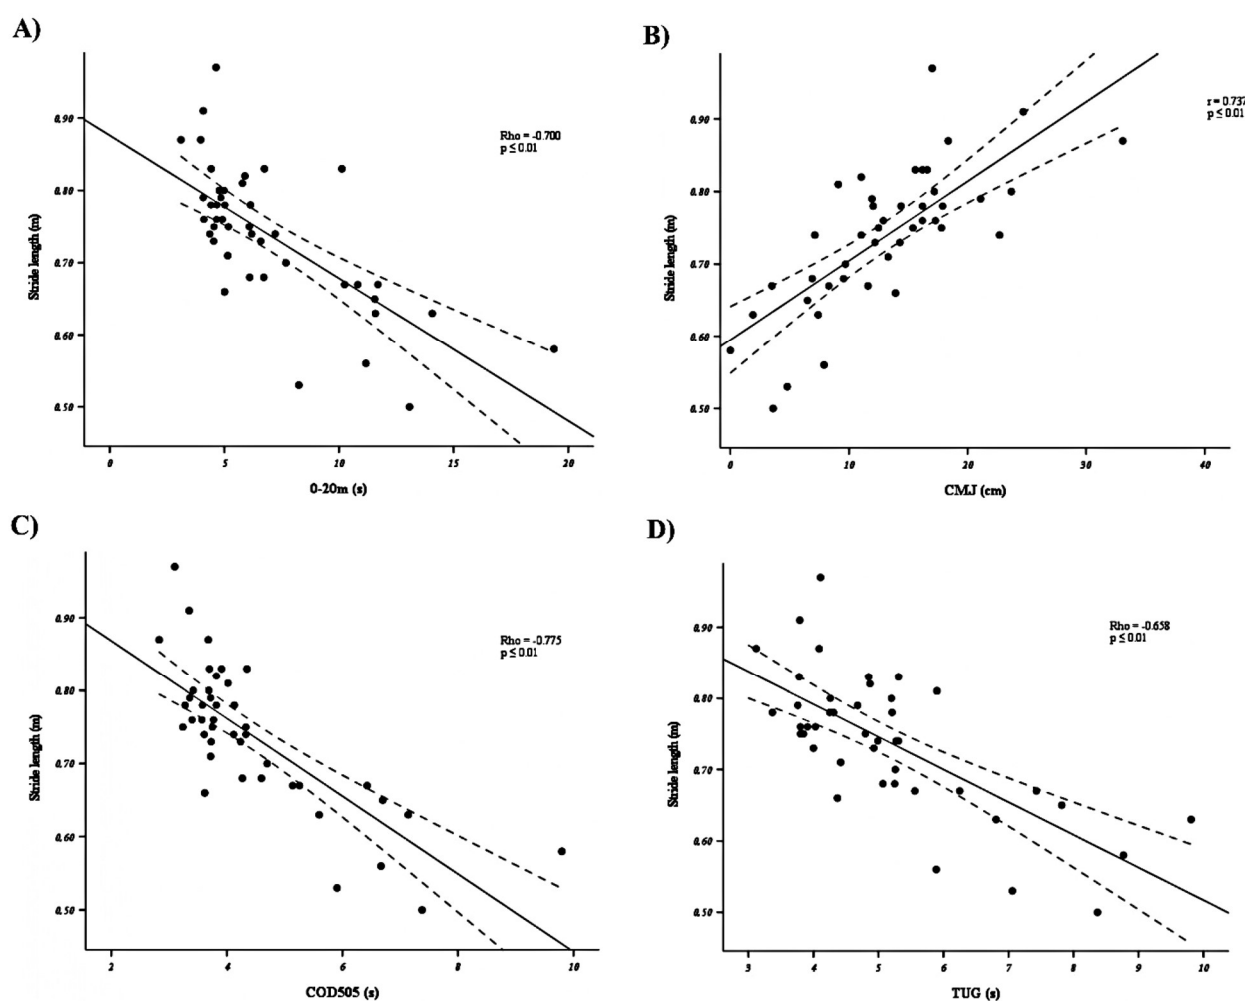 A)
Stride length (m)
0.90
0.80
0.70
0.60
0.50
Rho = -0.700
p ≤ 0.01
0 5 10 15 20
0-20m (s)
B)
Stride length (m)
0.90
0.80
0.70
0.60
0.50
r = 0.737
p ≤ 0.01
0 10 20 30 40
CMJ (cm)
C)
Stride length (m)
0.90
0.80
0.70
0.60
0.50
Rho = -0.775
p ≤ 0.01
2 4 6 8 10
COD505 (s)
D)
Stride length (m)
0.90
0.80
0.70
0.60
0.50
Rho = -0.658
p ≤ 0.01
3 4 5 6 7 8 9 10
TUG (s)